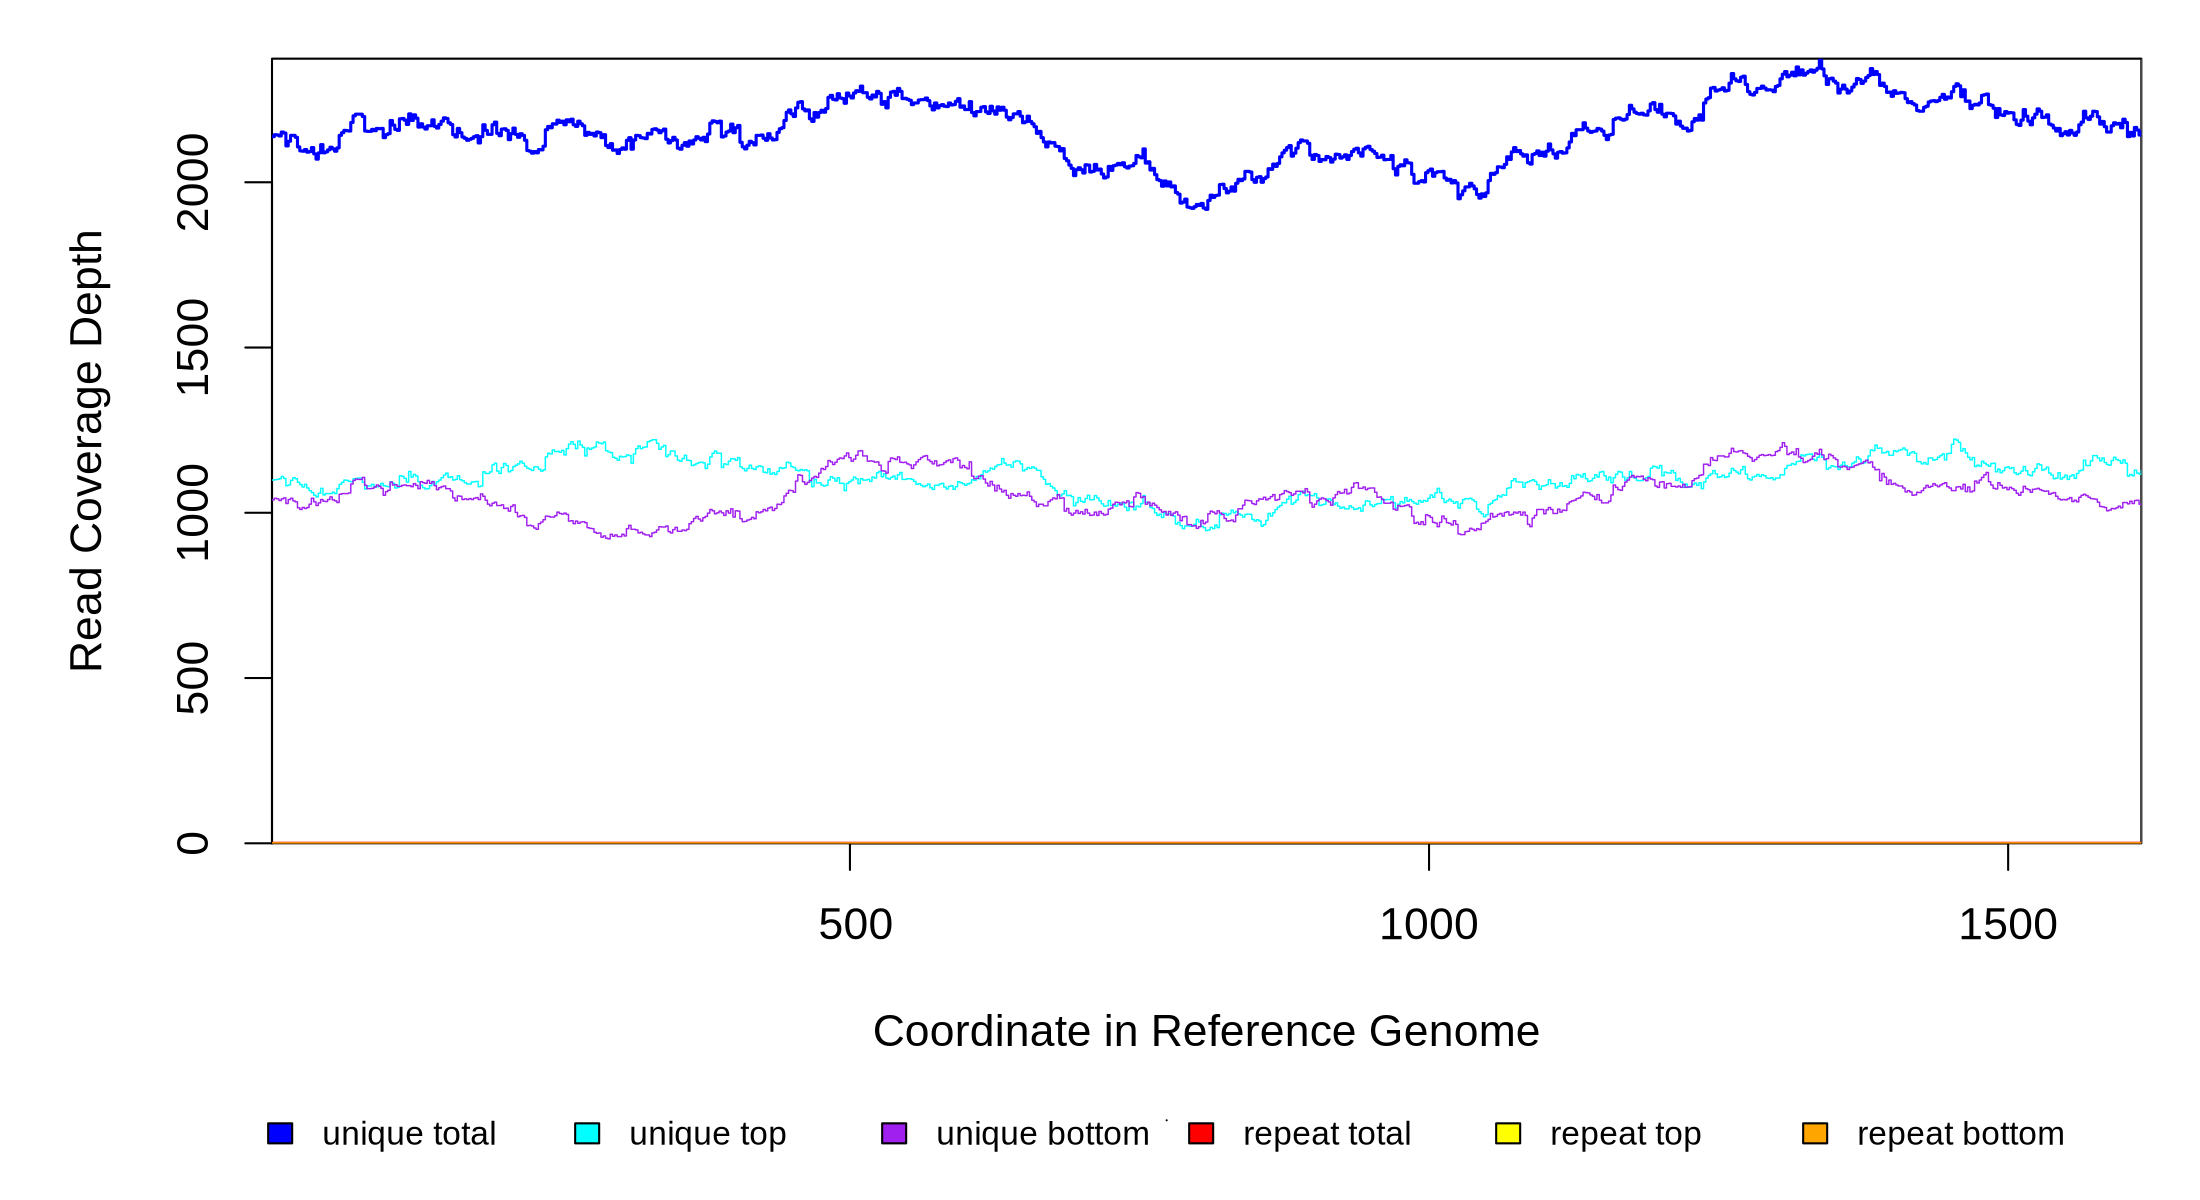 Read Coverage Depth
2000
1500
1000
500
0
500 1000 1500
Coordinate in Reference Genome
unique total unique top unique bottom repeat total repeat top repeat bottom